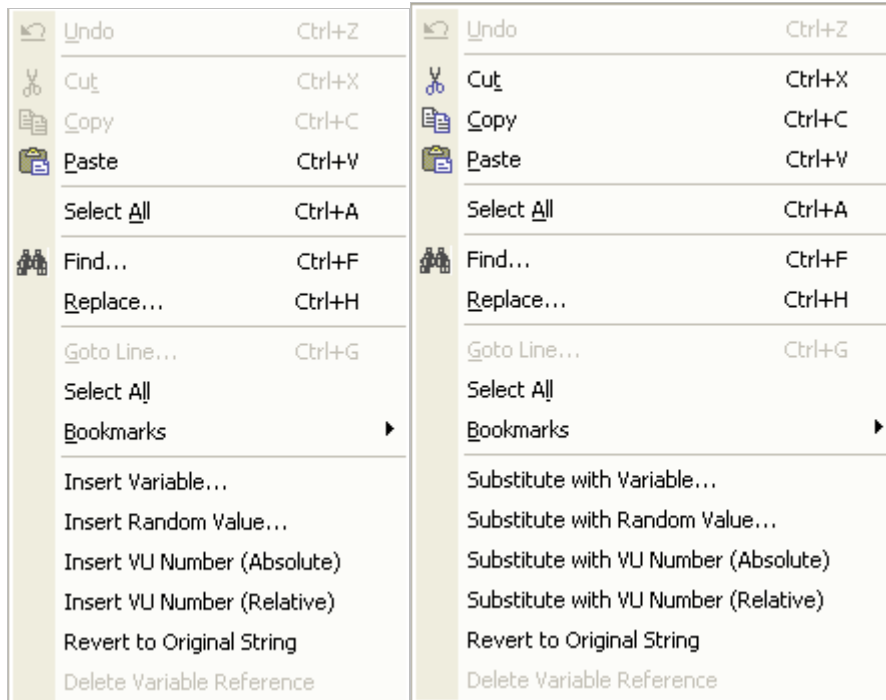 Undo Ctrl+Z
Cut Ctrl+X
Copy Ctrl+C
Paste Ctrl+V
Select All Ctrl+A
Find... Ctrl+F
Replace... Ctrl+H
Goto Line... Ctrl+G
Select All
Bookmarks
Insert Variable...
Insert Random Value...
Insert VU Number (Absolute)
Insert VU Number (Relative)
Revert to Original String
Delete Variable Reference
Undo Ctrl+Z
Cut Ctrl+X
Copy Ctrl+C
Paste Ctrl+V
Select All Ctrl+A
Find... Ctrl+F
Replace... Ctrl+H
Goto Line... Ctrl+G
Select All
Bookmarks
Substitute with Variable...
Substitute with Random Value...
Substitute with VU Number (Absolute)
Substitute with VU Number (Relative)
Revert to Original String
Delete Variable Reference